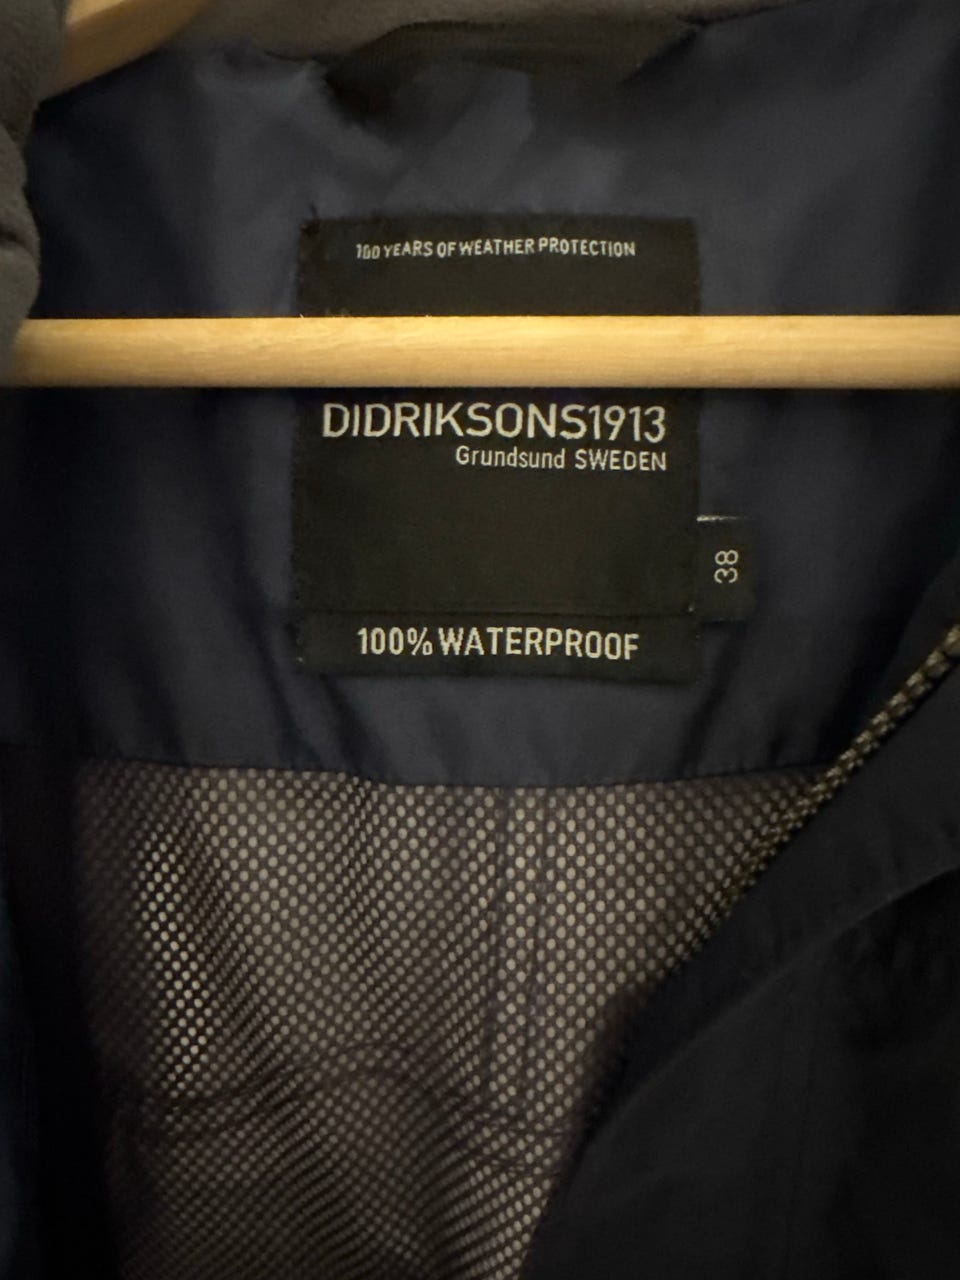 100 YEARS OF WEATHER PROTECTION
DIDRIKSONS1913
Grundsund SWEDEN
38
100% WATERPROOF